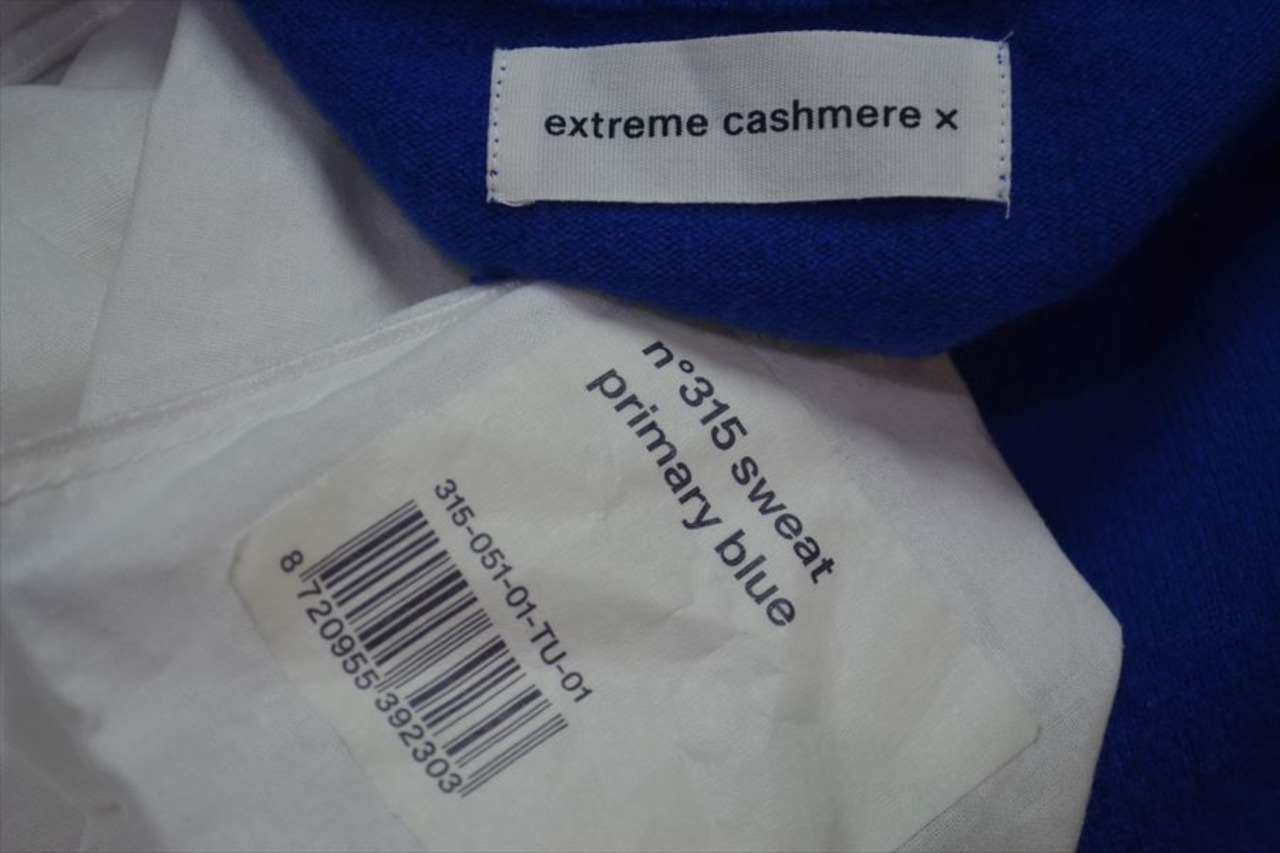 extreme cashmere x
n°315 sweat
primary blue
315-051-01-TU-01
8 720955 392303